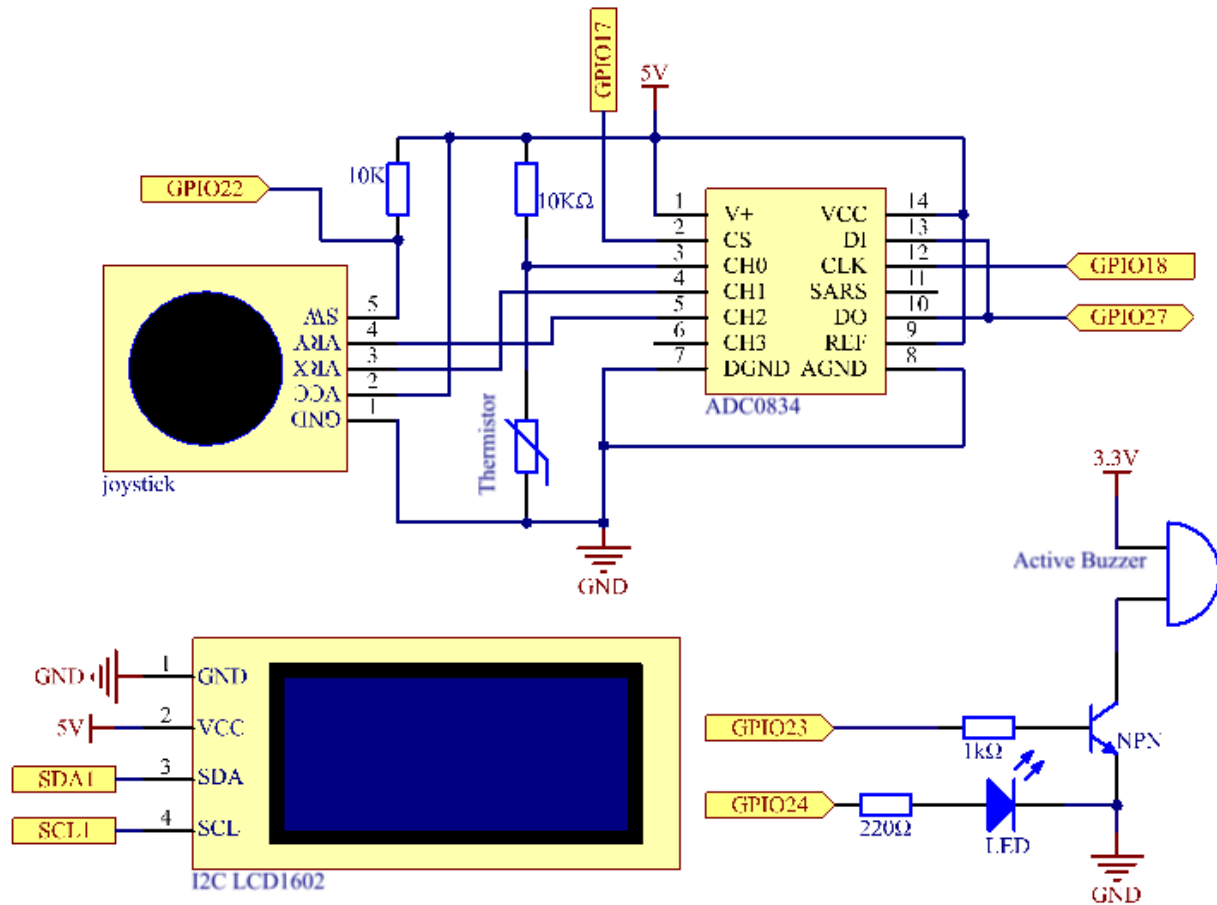 GPIO17
5V
10K
GPIO22
10KΩ
1
V+
VCC
14
2
CS
DI
13
3
CH0
CLK
12
GPIO18
4
CH1
SARS
11
5
CH2
DO
10
GPIO27
6
CH3
REF
9
7
DGND
AGND
8
ADC0834
SW
5
VRY
4
VRX
3
VCC
2
GND
1
joystick
Thermistor
GND
3.3V
Active Buzzer
GND
1
GND
5V
2
VCC
SDA1
3
SDA
SCL1
4
SCL
I2C LCD1602
GPIO23
1kΩ
NPN
GPIO24
220Ω
LED
GND